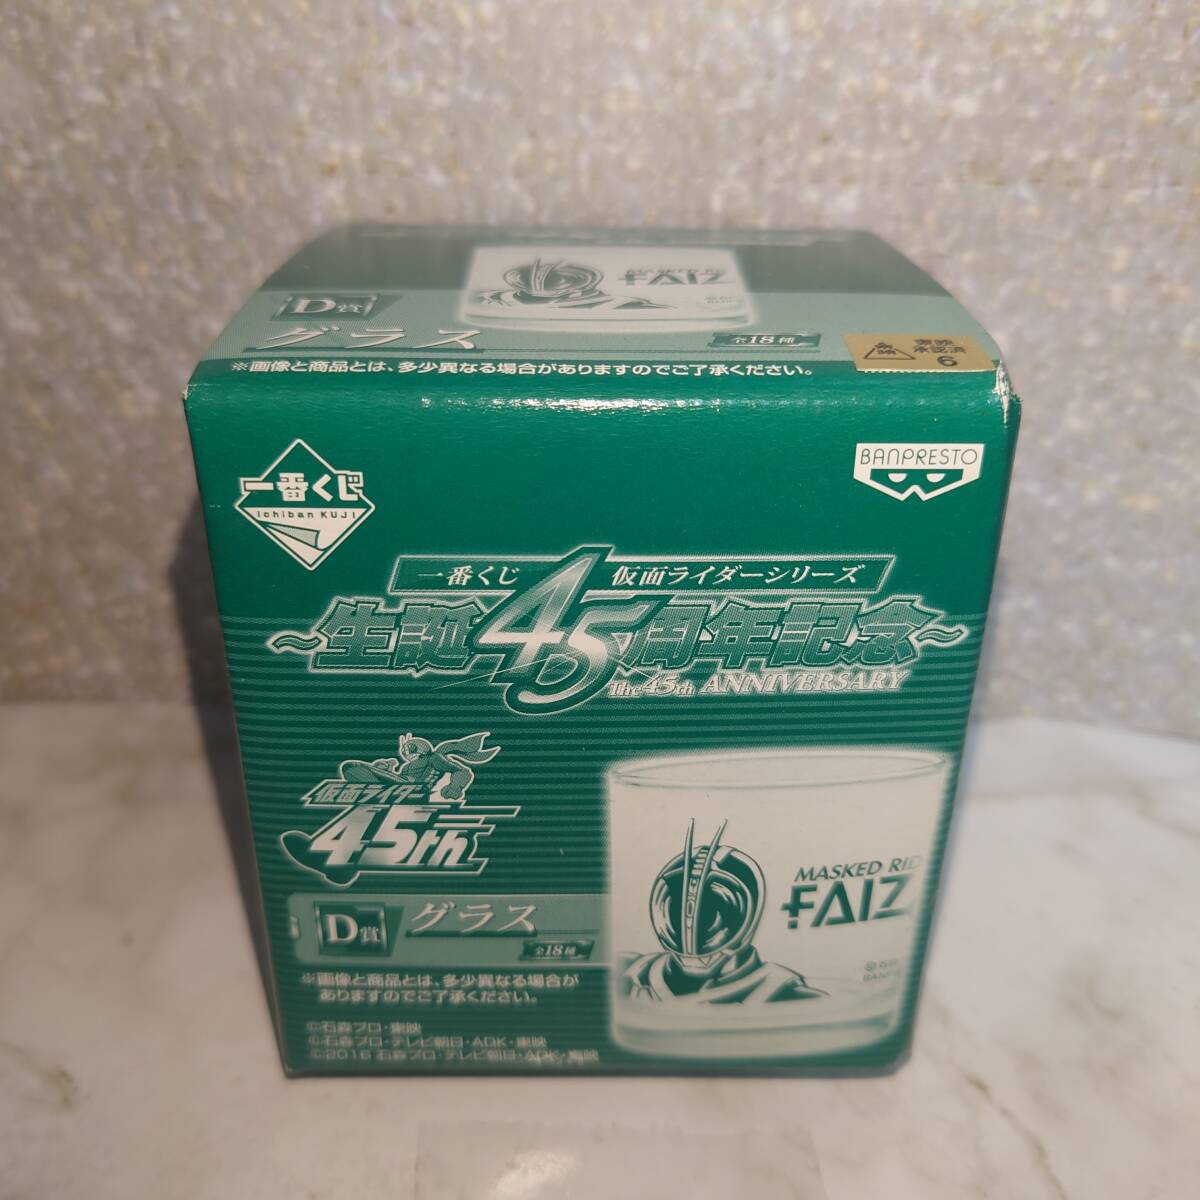 MASKED RI
FAIZ
D賞
グラス
全18種
※画像と商品とは、多少異なる場合がありますのでご了承ください。
東映
承認済
6
一番くじ
Ichiban KUJI
BANPRESTO
一番くじ 仮面ライダーシリーズ
～生誕45周年記念～
The 45th ANNIVERSARY
仮面ライダー
45th
MASKED RID
FAIZ
D賞
グラス
全18種
※画像と商品とは、多少異なる場合が
ありますのでご了承ください。
©石森プロ・東映
©石森プロ・テレビ朝日・ADK・東映
©2016 石森プロ・テレビ朝日・ADK・東映